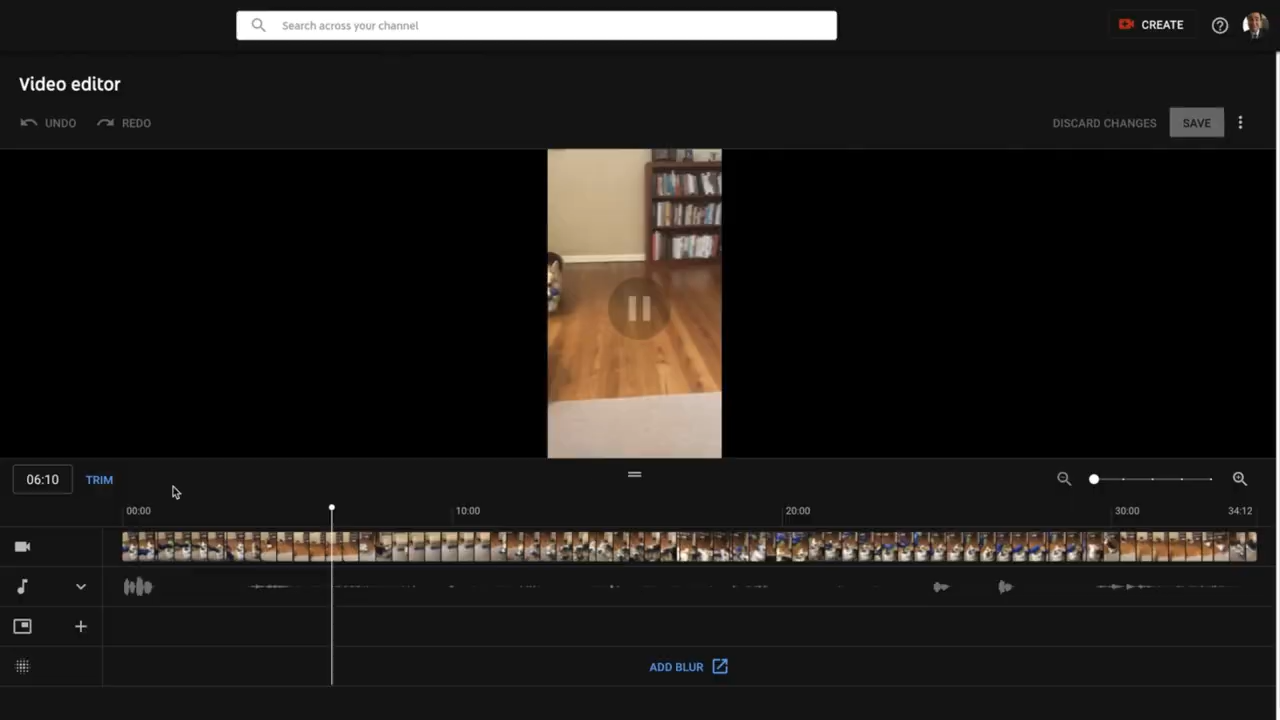 Search across your channel
CREATE
Video editor
UNDO
REDO
DISCARD CHANGES
SAVE
06:10
TRIM
00:00
10:00
20:00
30:00
34:12
ADD BLUR